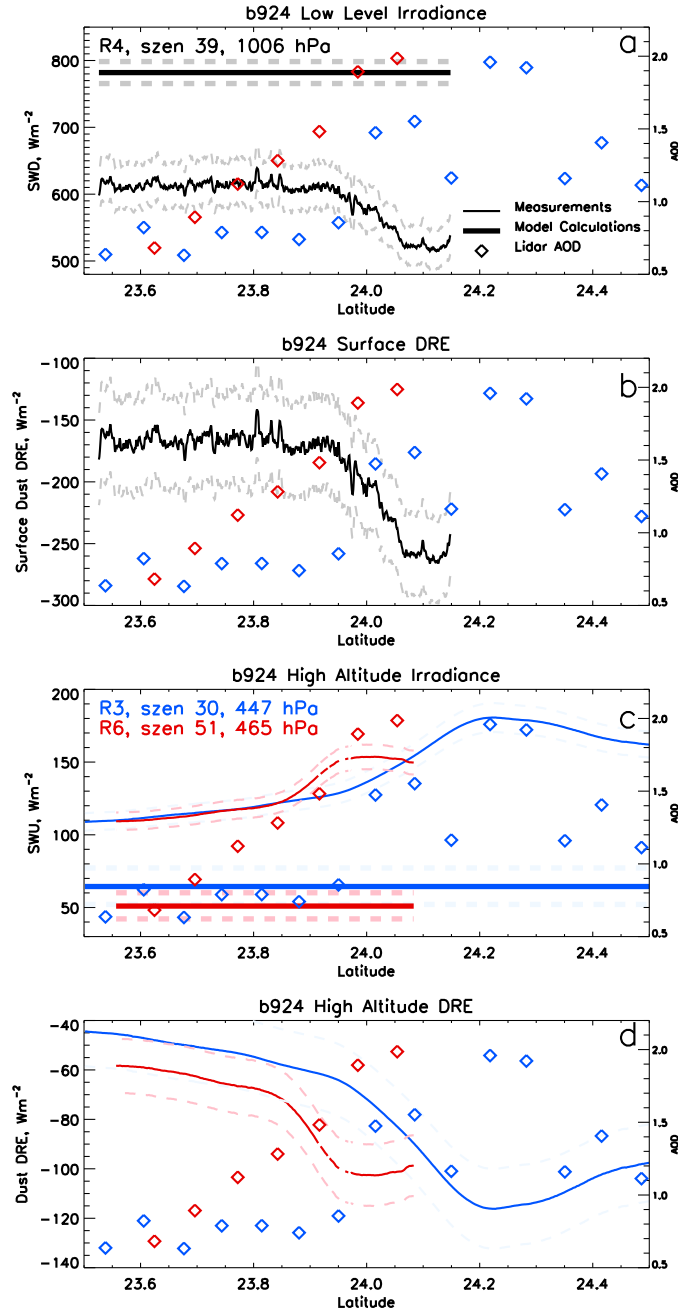 b924 Low Level Irradiance
R4, szen 39, 1006 hPa
a
800
700
600
500
SWD, Wm⁻²
2.0
1.5
1.0
0.5
AOD
Measurements
Model Calculations
Lidar AOD
23.6 23.8 24.0 24.2 24.4
Latitude
b924 Surface DRE
b
−100
−150
−200
−250
−300
Surface Dust DRE, Wm⁻²
2.0
1.5
1.0
0.5
AOD
23.6 23.8 24.0 24.2 24.4
Latitude
b924 High Altitude Irradiance
R3, szen 30, 447 hPa
R6, szen 51, 465 hPa
c
200
150
100
50
SWU, Wm⁻²
2.0
1.5
1.0
0.5
AOD
23.6 23.8 24.0 24.2 24.4
Latitude
b924 High Altitude DRE
d
−40
−60
−80
−100
−120
−140
Dust DRE, Wm⁻²
2.0
1.5
1.0
0.5
AOD
23.6 23.8 24.0 24.2 24.4
Latitude